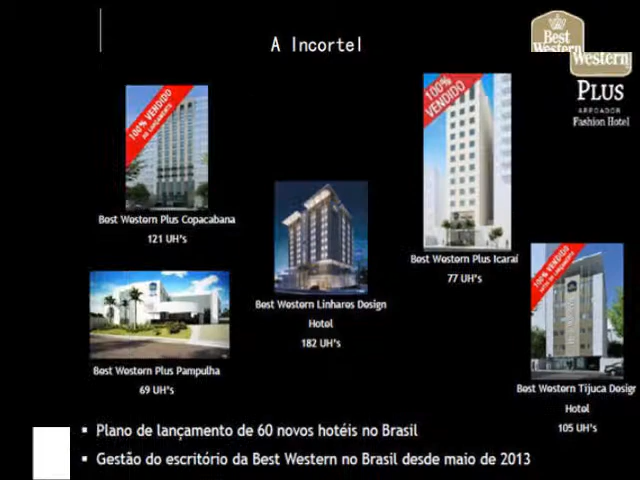 A Incortel
Best
Western
Western
PLUS
ARPOADOR
Fashion Hotel
100% VENDIDO
NO LANÇAMENTO
Best Western Plus Copacabana
121 UH's
100%
VENDIDO
Best Western Plus Icaraí
77 UH's
Best Western Linhares Design
Hotel
182 UH's
Best Western Plus Pampulha
69 UH's
100% VENDIDO
Best Western Tijuca Design
Hotel
105 UH's
▪ Plano de lançamento de 60 novos hotéis no Brasil
▪ Gestão do escritório da Best Western no Brasil desde maio de 2013